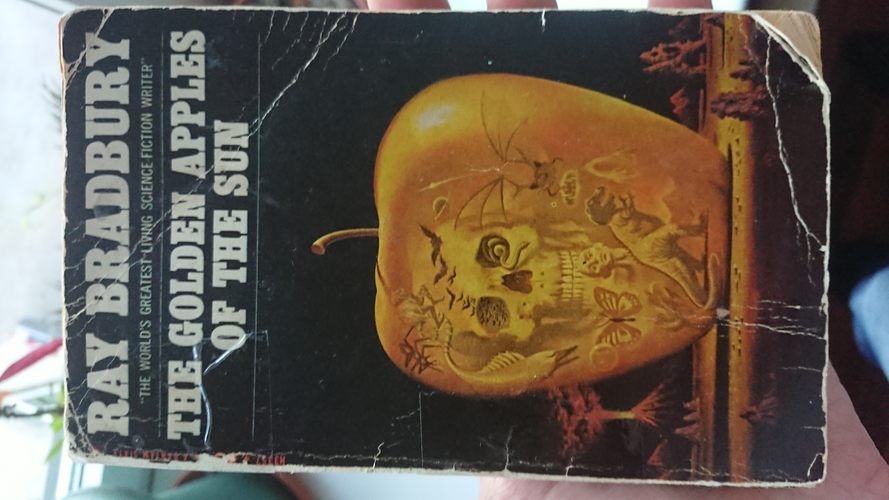 RAY BRADBURY
"THE WORLD'S GREATEST LIVING SCIENCE FICTION WRITER"
THE GOLDEN APPLES
OF THE SUN